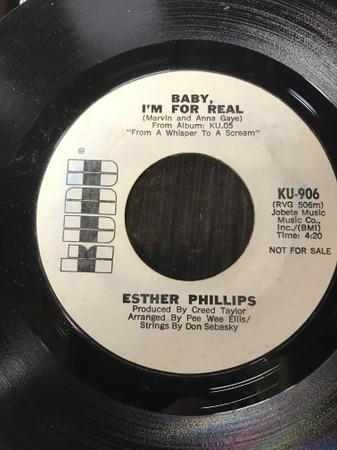 BABY,
I'M FOR REAL
(Marvin and Anna Gaye)
From Album: KU.05
"From A Whisper To A Scream"
®
KUDU
KU-906
(RVG 506m)
Jobete Music
Music Co.,
Inc./(BMI)
Time: 4:20
NOT FOR SALE
ESTHER PHILLIPS
Produced By Creed Taylor
Arranged By Pee Wee Ellis/
Strings By Don Sebesky